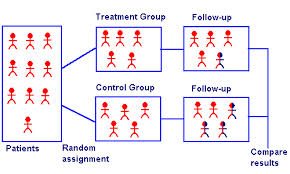 Treatment Group
Follow-up
Control Group
Follow-up
Patients
Random
assignment
Compare
results